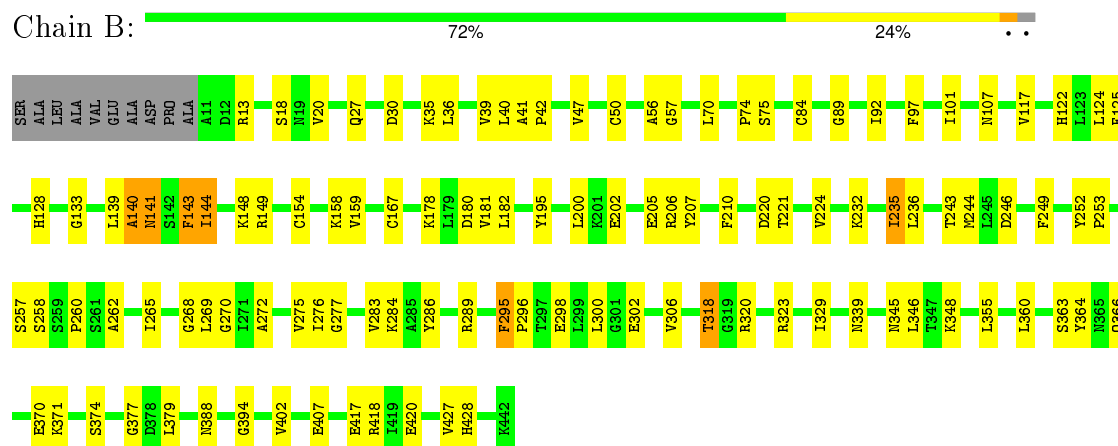 Chain B:
72% 24% • •
SER ALA LEU ALA VAL GLU ALA ASP PRO ALA A11 D12 R13 S18 N19 V20 Q27 D30 K35 L36 V39 L40 A41 P42 V47 C50 A56 G57 L70 P74 S75 C84 G89 I92 F97 I101 N107 V117 H122 L123 L124 E125
H128 G133 L139 A140 N141 S142 F143 I144 K148 R149 C154 K158 V159 C167 K178 L179 D180 V181 L182 Y195 L200 K201 E202 E205 R206 Y207 F210 D220 T221 V224 K232 I235 L236 T243 M244 L245 D246 F249 Y252 P253
S257 S258 S259 P260 S261 A262 I265 G268 L269 G270 I271 A272 V275 I276 G277 V283 K284 A285 Y286 R289 F295 P296 T297 E298 L299 L300 G301 E302 V306 T318 G319 R320 R323 I329 N339 N345 L346 T347 K348 L355 L360 S363 Y364 N365
E370 K371 S374 G377 D378 L379 N388 G394 V402 E407 E417 R418 I419 E420 V427 H428 K442